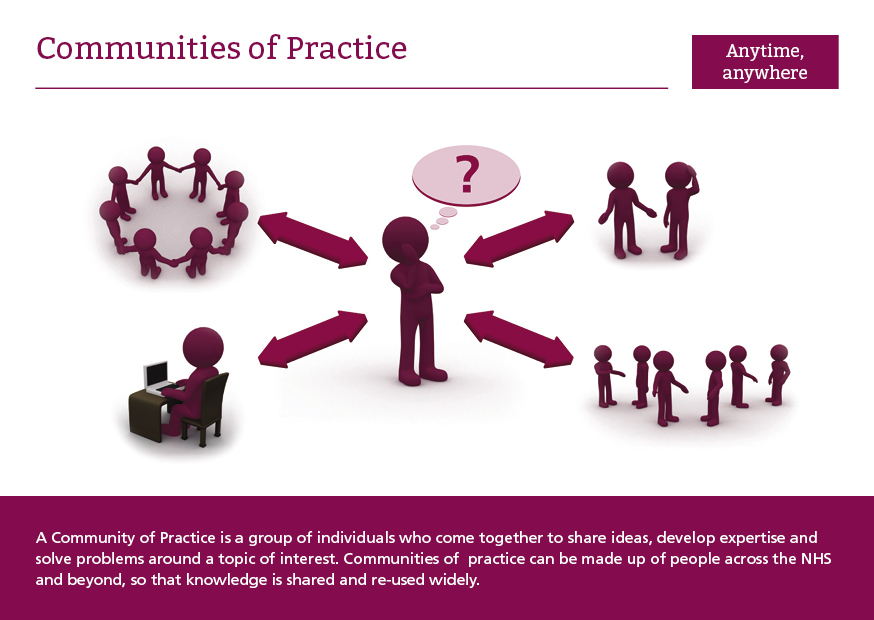 Communities of Practice
Anytime,
anywhere
?
A Community of Practice is a group of individuals who come together to share ideas, develop expertise and
solve problems around a topic of interest. Communities of  practice can be made up of people across the NHS
and beyond, so that knowledge is shared and re-used widely.